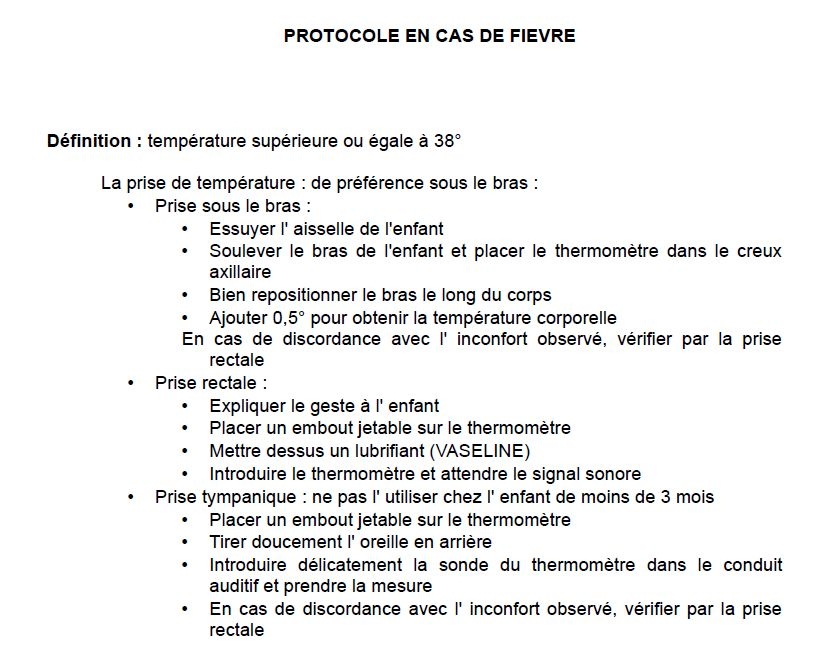 PROTOCOLE EN CAS DE FIEVRE
Définition : température supérieure ou égale à 38°
La prise de température : de préférence sous le bras :
• Prise sous le bras :
• Essuyer l' aisselle de l'enfant
• Soulever le bras de l'enfant et placer le thermomètre dans le creux
axillaire
• Bien repositionner le bras le long du corps
• Ajouter 0,5° pour obtenir la température corporelle
En cas de discordance avec l' inconfort observé, vérifier par la prise
rectale
• Prise rectale :
• Expliquer le geste à l' enfant
• Placer un embout jetable sur le thermomètre
• Mettre dessus un lubrifiant (VASELINE)
• Introduire le thermomètre et attendre le signal sonore
• Prise tympanique : ne pas l' utiliser chez l' enfant de moins de 3 mois
• Placer un embout jetable sur le thermomètre
• Tirer doucement l' oreille en arrière
• Introduire délicatement la sonde du thermomètre dans le conduit
auditif et prendre la mesure
• En cas de discordance avec l' inconfort observé, vérifier par la prise
rectale